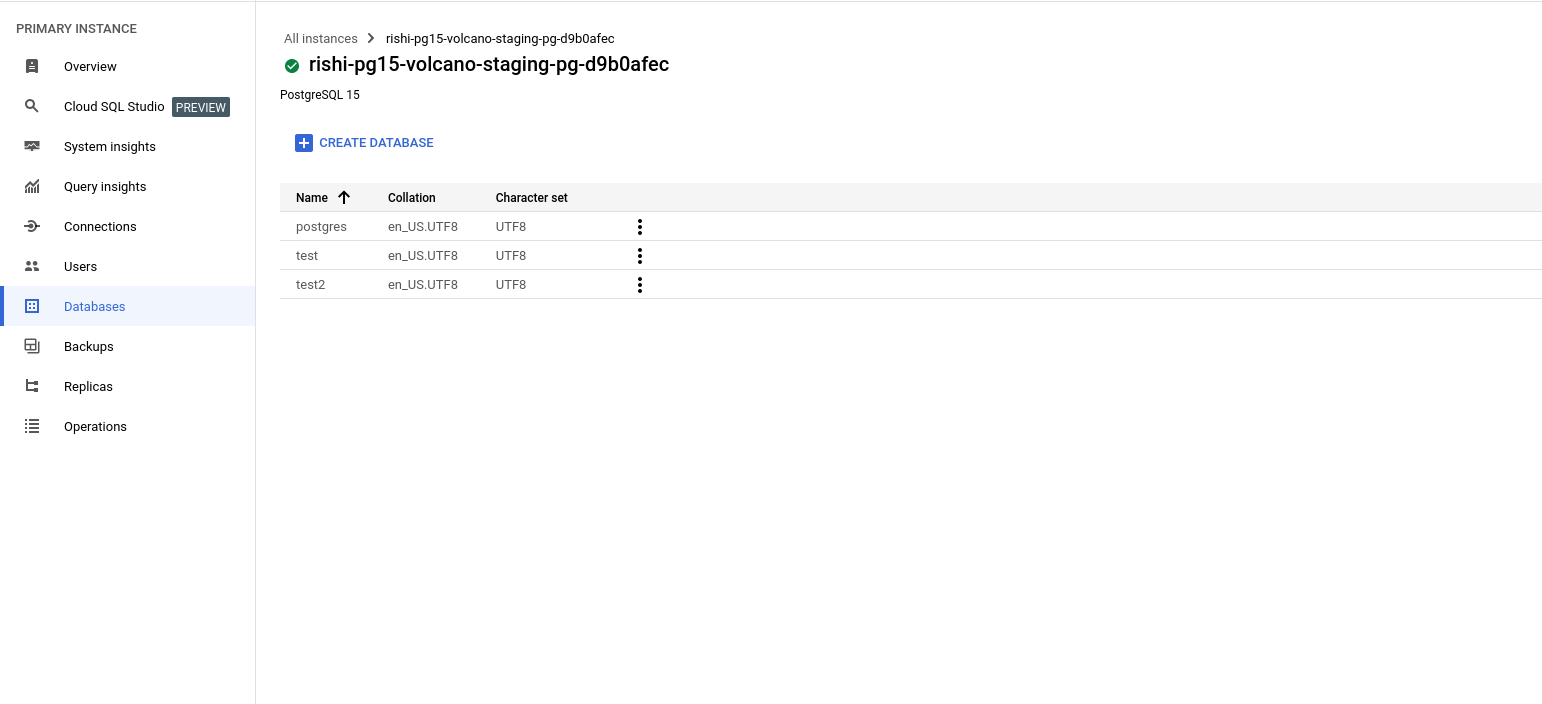 PRIMARY INSTANCE
Overview
Cloud SQL Studio PREVIEW
System insights
Query insights
Connections
Users
Databases
Backups
Replicas
Operations
All instances rishi-pg15-volcano-staging-pg-d9b0afec
rishi-pg15-volcano-staging-pg-d9b0afec
PostgreSQL 15
CREATE DATABASE
Name Collation Character set
postgres en_US.UTF8 UTF8
test en_US.UTF8 UTF8
test2 en_US.UTF8 UTF8